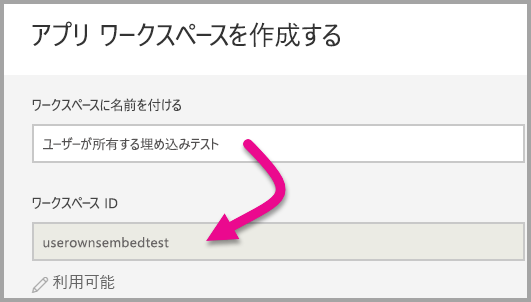 アプリ ワークスペースを作成する
ワークスペースに名前を付ける
ユーザーが所有する埋め込みテスト
ワークスペース ID
userownsembedtest
利用可能